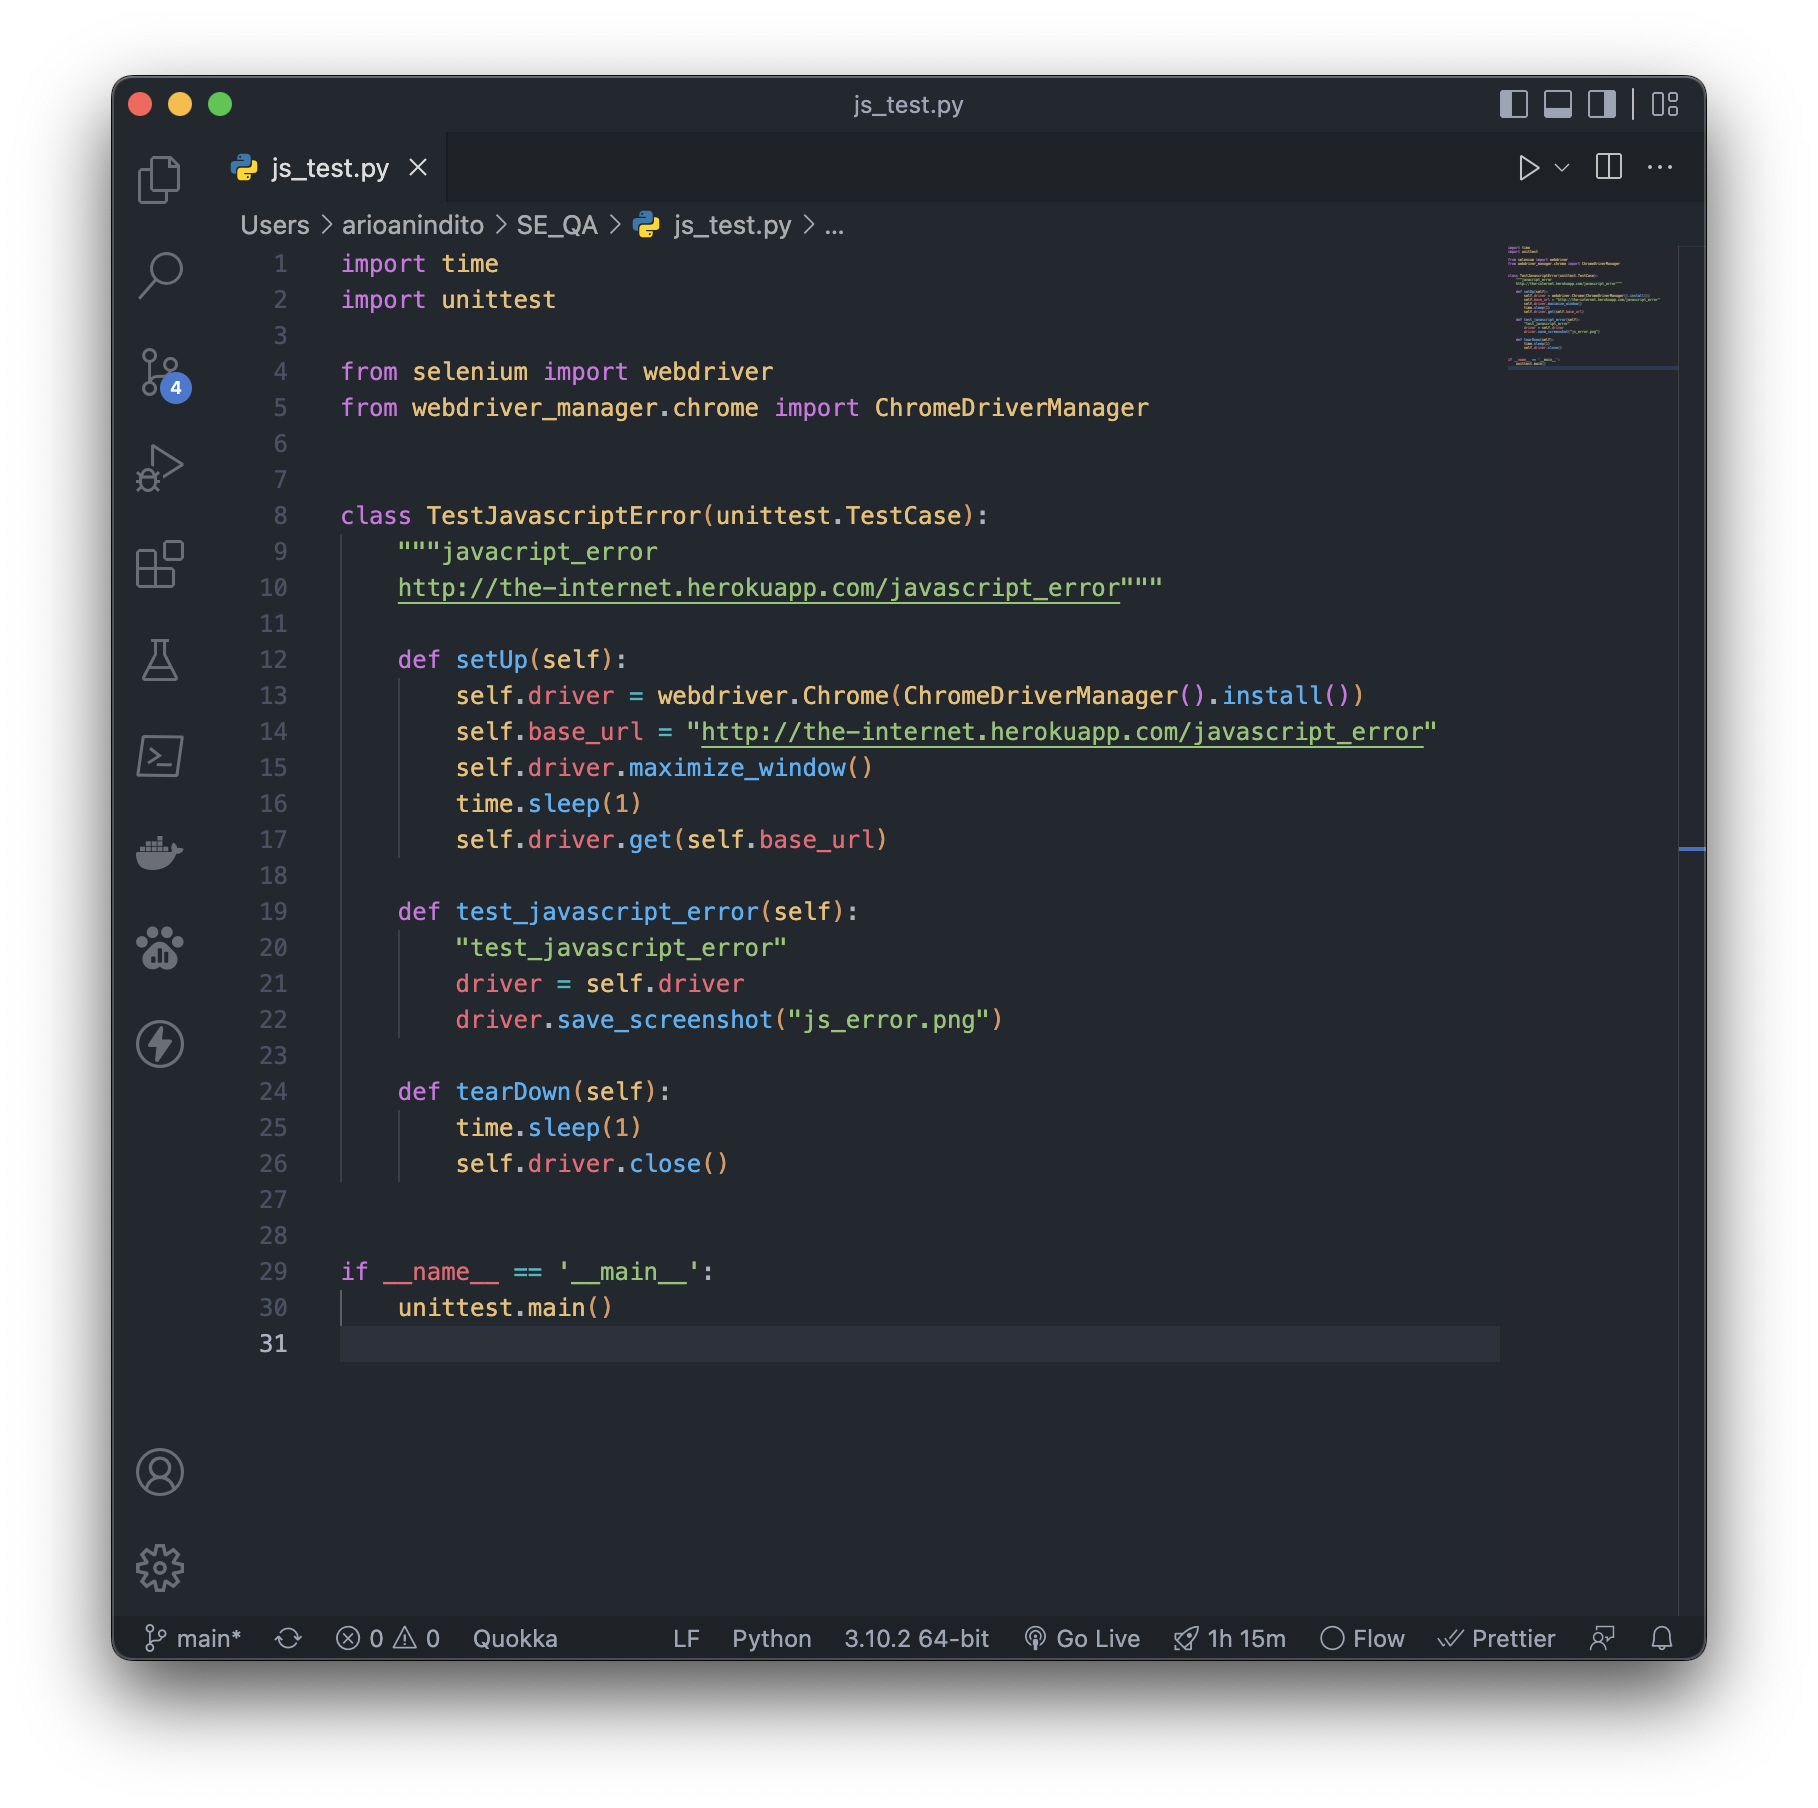 js_test.py
js_test.py
Users > arioanindito > SE_QA > js_test.py > ...
1 import time
2 import unittest
3
4 from selenium import webdriver
5 from webdriver_manager.chrome import ChromeDriverManager
6
7
8 class TestJavascriptError(unittest.TestCase):
9     """javacript_error
10     http://the-internet.herokuapp.com/javascript_error"""
11
12     def setUp(self):
13         self.driver = webdriver.Chrome(ChromeDriverManager().install())
14         self.base_url = "http://the-internet.herokuapp.com/javascript_error"
15         self.driver.maximize_window()
16         time.sleep(1)
17         self.driver.get(self.base_url)
18
19     def test_javascript_error(self):
20         "test_javascript_error"
21         driver = self.driver
22         driver.save_screenshot("js_error.png")
23
24     def tearDown(self):
25         time.sleep(1)
26         self.driver.close()
27
28
29 if __name__ == '__main__':
30     unittest.main()
31
4
main* 0 0 Quokka LF Python 3.10.2 64-bit Go Live 1h 15m Flow Prettier